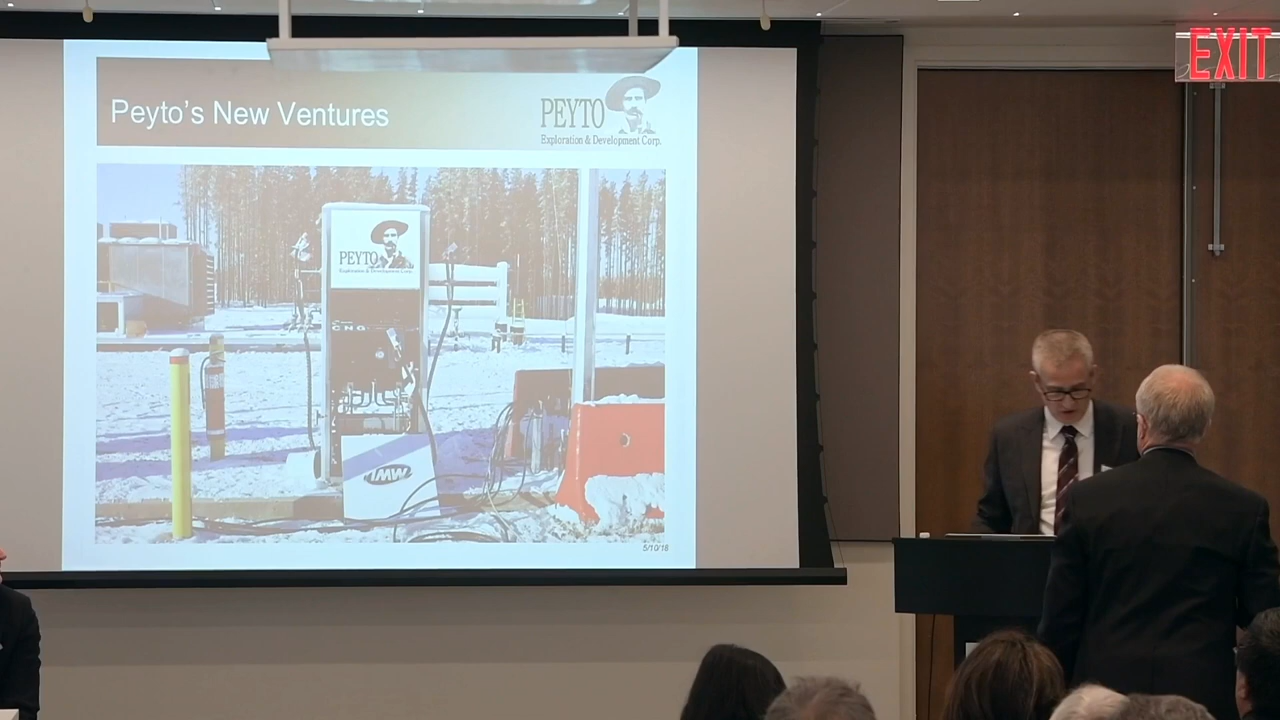 EXIT
Peyto's New Ventures
PEYTO
Exploration & Development Corp.
PEYTO
Exploration & Development Corp.
CNG
IMW
5/10/18